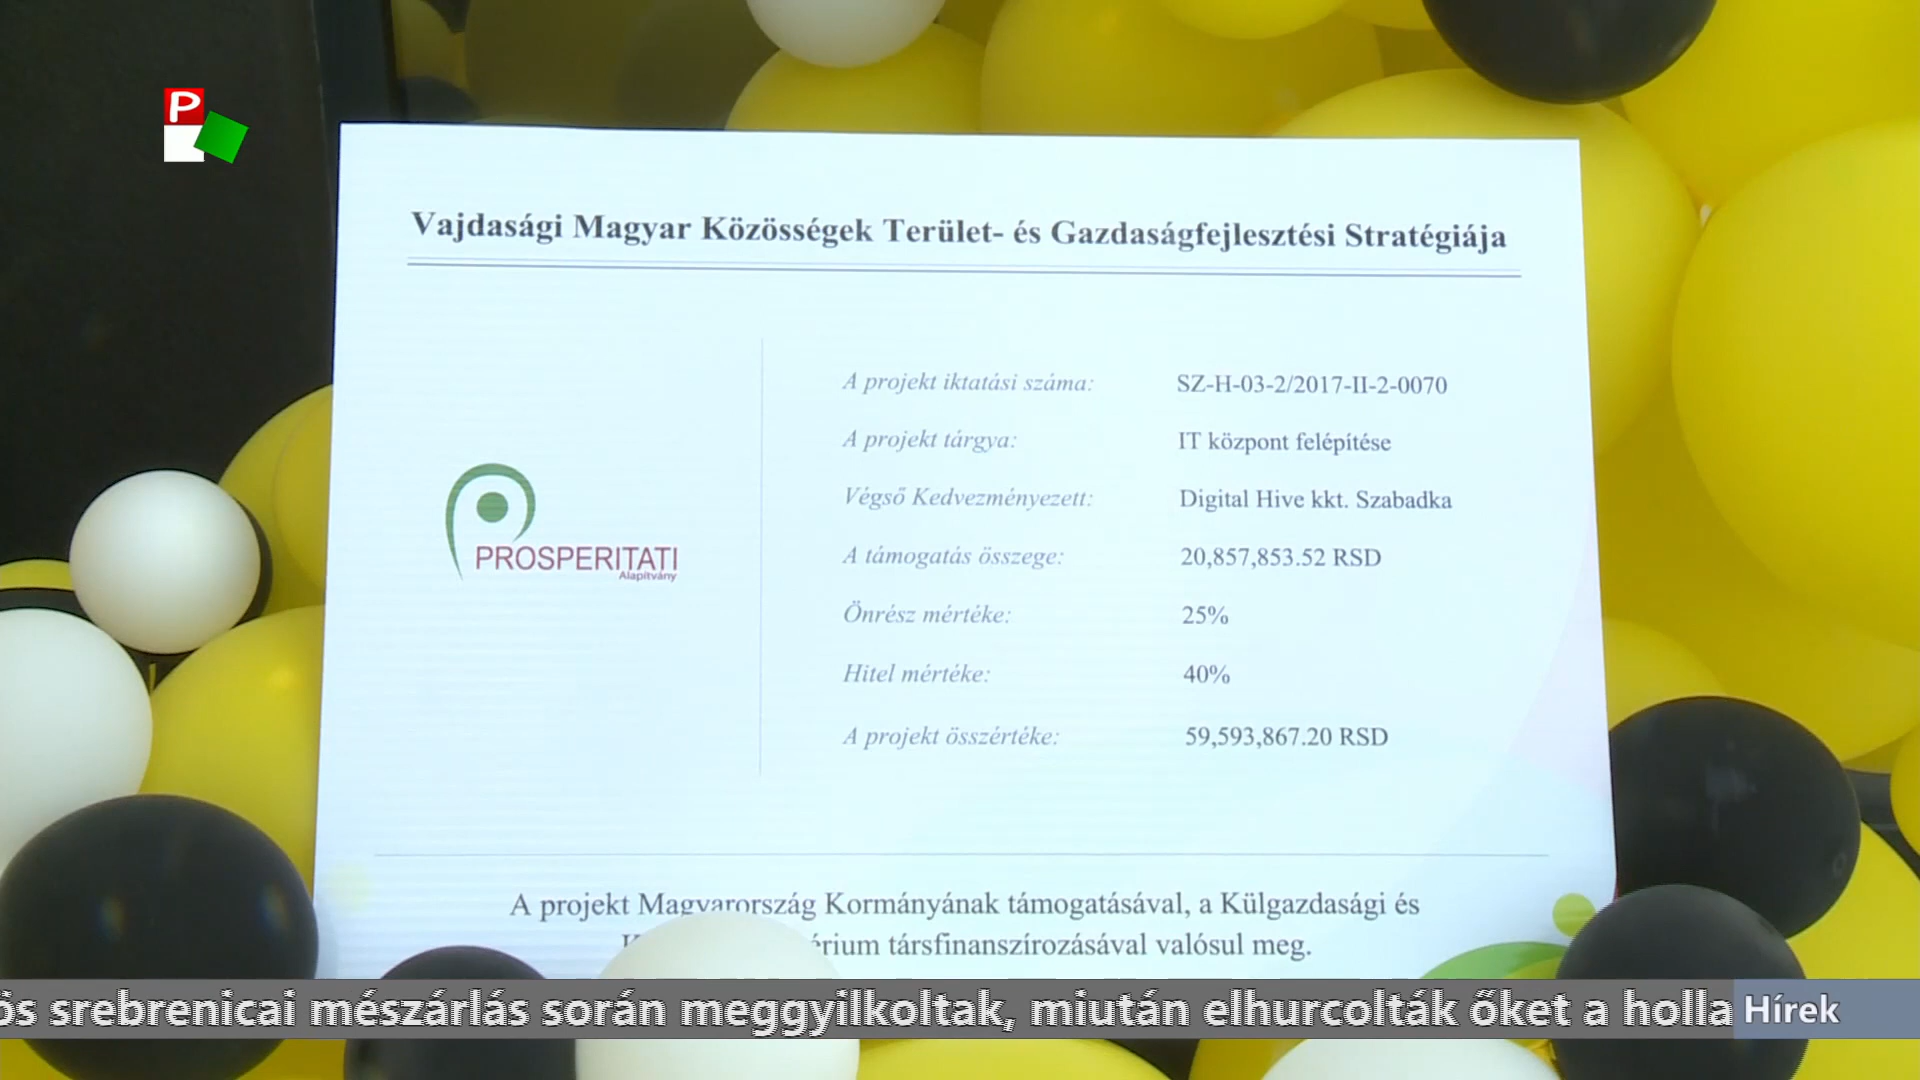 P
Vajdasági Magyar Közösségek Terület- és Gazdaságfejlesztési Stratégiája
A projekt iktatási száma: SZ-H-03-2/2017-II-2-0070
A projekt tárgya: IT központ felépítése
Végső Kedvezményezett: Digital Hive kkt. Szabadka
A támogatás összege: 20,857,853.52 RSD
Önrész mértéke: 25%
Hitel mértéke: 40%
A projekt összértéke: 59,593,867.20 RSD
PROSPERITATI
Alapítvány
A projekt Magyarország Kormányának támogatásával, a Külgazdasági és
társfinanszírozásával valósul meg.
srebrenicai mészárlás során meggyilkoltak, miután elhurcolták őket a holla
Hírek